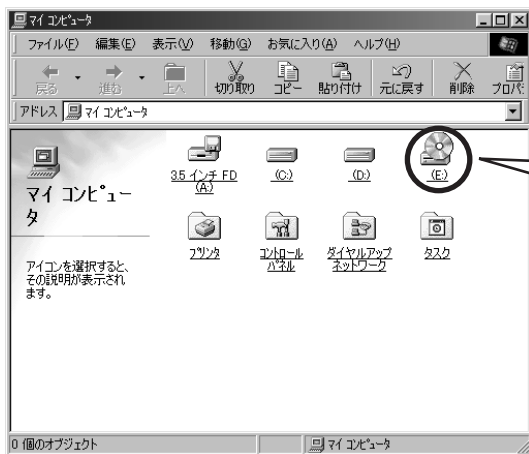 マイ コンピュータ
ファイル(F) 編集(E) 表示(V) 移動(G) お気に入り(A) ヘルプ(H)
戻る 進む 上へ 切り取り コピー 貼り付け 元に戻す 削除 プロパ
アドレス マイ コンピュータ
マイ コンピュー
タ
アイコンを選択すると、
その説明が表示され
ます。
3.5 インチ FD
(A:)
(C:)
(D:)
(E:)
プリンタ
コントロール
パネル
ダイヤルアップ
ネットワーク
タスク
0 個のオブジェクト
マイ コンピュータ